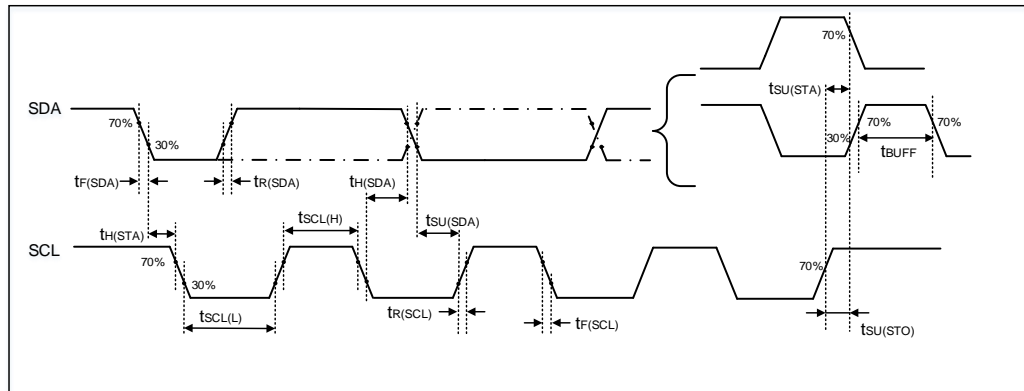 70%
tSU(STA)
SDA
70%
30%
30%
70%
70%
tBUFF
tF(SDA)
tR(SDA)
tH(SDA)
tH(STA)
tSCL(H)
tSU(SDA)
SCL
70%
30%
70%
tSCL(L)
tR(SCL)
tF(SCL)
tSU(STO)